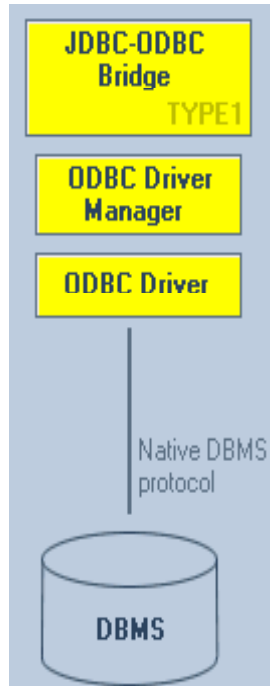 JDBC-ODBC
Bridge
TYPE1
ODBC Driver
Manager
ODBC Driver
Native DBMS
protocol
DBMS